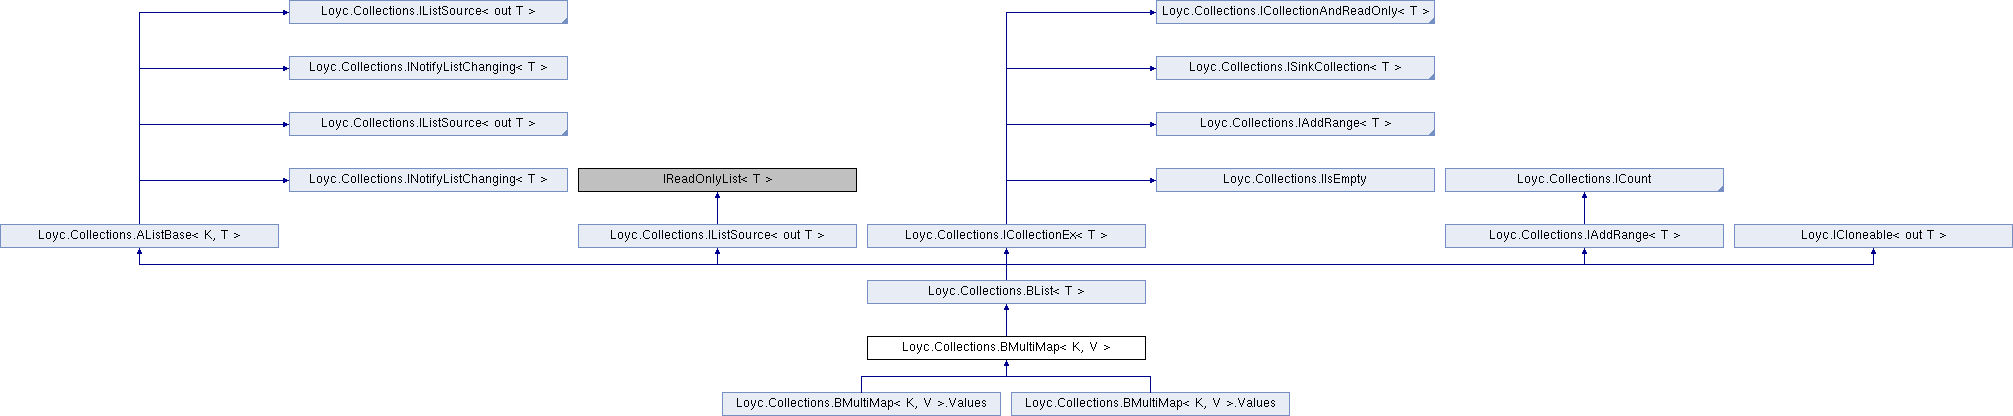 Loyc.Collections.IListSource< out T >
Loyc.Collections.ICollectionAndReadOnly< T >
Loyc.Collections.INotifyListChanging< T >
Loyc.Collections.ISinkCollection< T >
Loyc.Collections.IListSource< out T >
Loyc.Collections.IAddRange< T >
Loyc.Collections.INotifyListChanging< T >
IReadOnlyList< T >
Loyc.Collections.IIsEmpty
Loyc.Collections.ICount
Loyc.Collections.AListBase< K, T >
Loyc.Collections.IListSource< out T >
Loyc.Collections.ICollectionEx< T >
Loyc.Collections.IAddRange< T >
Loyc.ICloneable< out T >
Loyc.Collections.BList< T >
Loyc.Collections.BMultiMap< K, V >
Loyc.Collections.BMultiMap< K, V >.Values
Loyc.Collections.BMultiMap< K, V >.Values